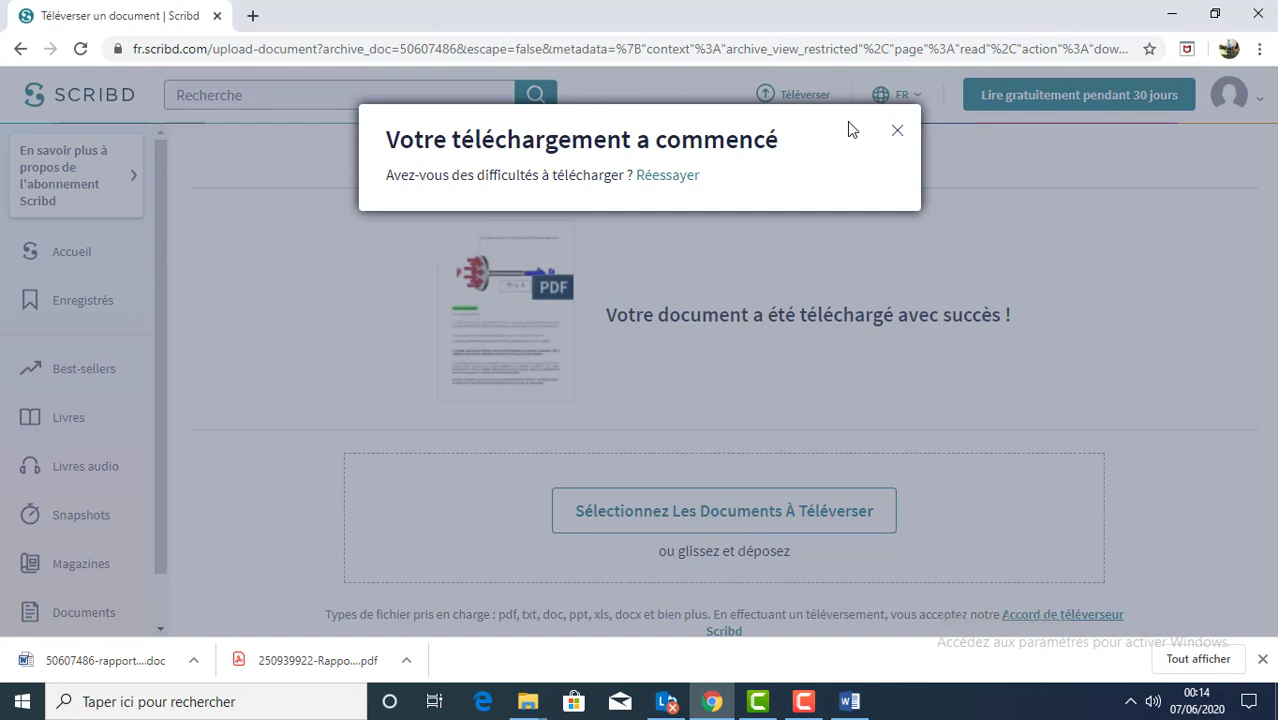 Téléverser un document | Scribd
fr.scribd.com/upload-document?archive_doc=50607486&escape=false&metadata=%7B"context"%3A"archive_view_restricted"%2C"page"%3A"read"%2C"action"%3A"dow...
SCRIBD
Recherche
Téléverser
FR
Lire gratuitement pendant 30 jours
Votre téléchargement a commencé
Avez-vous des difficultés à télécharger ? Réessayer
En savoir plus à
propos de
l'abonnement
Scribd
Accueil
Enregistrés
Best-sellers
Livres
Livres audio
Snapshots
Magazines
Documents
PDF
Votre document a été téléchargé avec succès !
Sélectionnez Les Documents À Téléverser
ou glissez et déposez
Types de fichier pris en charge : pdf, txt, doc, ppt, xls, docx et bien plus. En effectuant un téléversement, vous acceptez notre Accord de téléverseur
Scribd
Accédez aux paramètres pour activer Windows.
50607486-rapport....doc
250939922-Rappo....pdf
Tout afficher
Taper ici pour rechercher
00:14
07/06/2020